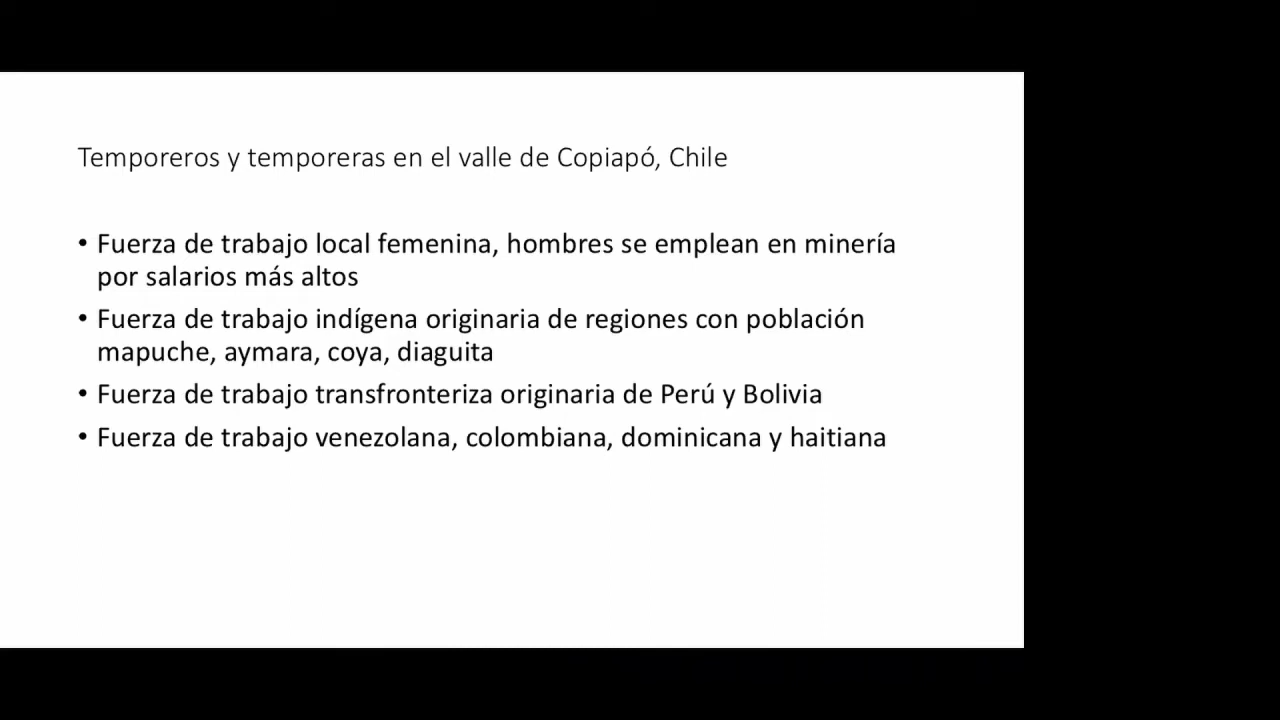 Temporeros y temporeras en el valle de Copiapó, Chile
• Fuerza de trabajo local femenina, hombres se emplean en minería
por salarios más altos
• Fuerza de trabajo indígena originaria de regiones con población
mapuche, aymara, coya, diaguita
• Fuerza de trabajo transfronteriza originaria de Perú y Bolivia
• Fuerza de trabajo venezolana, colombiana, dominicana y haitiana